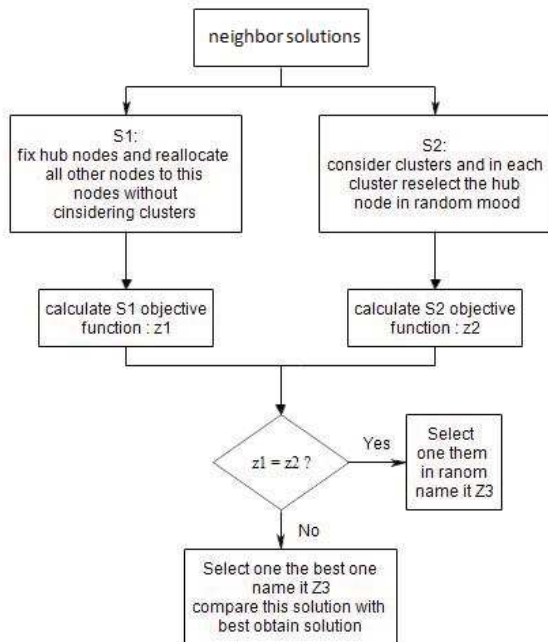 neighbor solutions
S1:
fix hub nodes and reallocate
all other nodes to this
nodes without
cinsidering clusters
S2:
consider clusters and in each
cluster reselect the hub
node in random mood
calculate S1 objective
function : z1
calculate S2 objective
function : z2
z1 = z2 ?
Yes
Select
one them
in ranom
name it Z3
No
Select one the best one
name it Z3
compare this solution with
best obtain solution